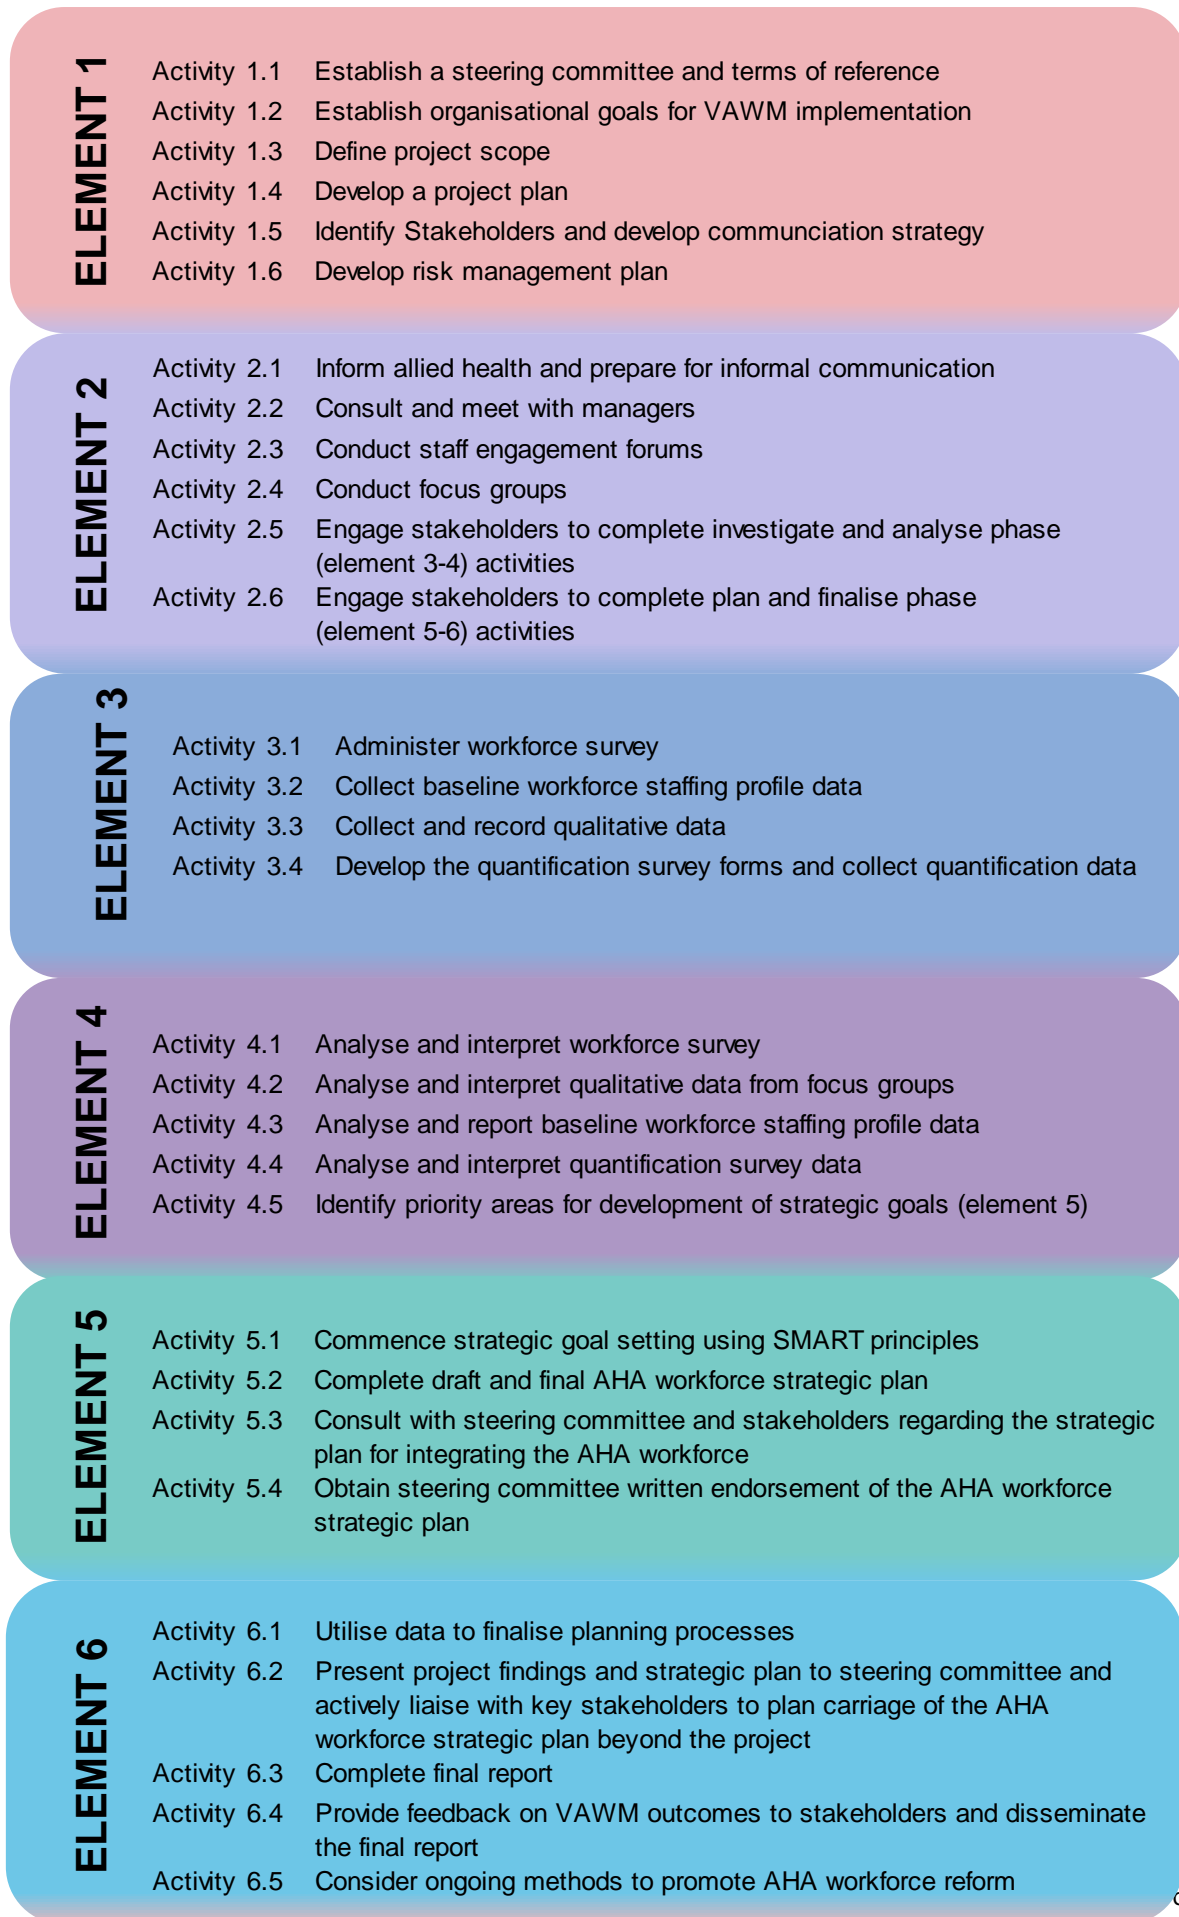 ELEMENT 1
Activity 1.1 Establish a steering committee and terms of reference
Activity 1.2 Establish organisational goals for VAWM implementation
Activity 1.3 Define project scope
Activity 1.4 Develop a project plan
Activity 1.5 Identify Stakeholders and develop communciation strategy
Activity 1.6 Develop risk management plan
ELEMENT 2
Activity 2.1 Inform allied health and prepare for informal communication
Activity 2.2 Consult and meet with managers
Activity 2.3 Conduct staff engagement forums
Activity 2.4 Conduct focus groups
Activity 2.5 Engage stakeholders to complete investigate and analyse phase
(element 3-4) activities
Activity 2.6 Engage stakeholders to complete plan and finalise phase
(element 5-6) activities
ELEMENT 3
Activity 3.1 Administer workforce survey
Activity 3.2 Collect baseline workforce staffing profile data
Activity 3.3 Collect and record qualitative data
Activity 3.4 Develop the quantification survey forms and collect quantification data
ELEMENT 4
Activity 4.1 Analyse and interpret workforce survey
Activity 4.2 Analyse and interpret qualitative data from focus groups
Activity 4.3 Analyse and report baseline workforce staffing profile data
Activity 4.4 Analyse and interpret quantification survey data
Activity 4.5 Identify priority areas for development of strategic goals (element 5)
ELEMENT 5
Activity 5.1 Commence strategic goal setting using SMART principles
Activity 5.2 Complete draft and final AHA workforce strategic plan
Activity 5.3 Consult with steering committee and stakeholders regarding the strategic
plan for integrating the AHA workforce
Activity 5.4 Obtain steering committee written endorsement of the AHA workforce
strategic plan
ELEMENT 6
Activity 6.1 Utilise data to finalise planning processes
Activity 6.2 Present project findings and strategic plan to steering committee and
actively liaise with key stakeholders to plan carriage of the AHA
workforce strategic plan beyond the project
Activity 6.3 Complete final report
Activity 6.4 Provide feedback on VAWM outcomes to stakeholders and disseminate
the final report
Activity 6.5 Consider ongoing methods to promote AHA workforce reform